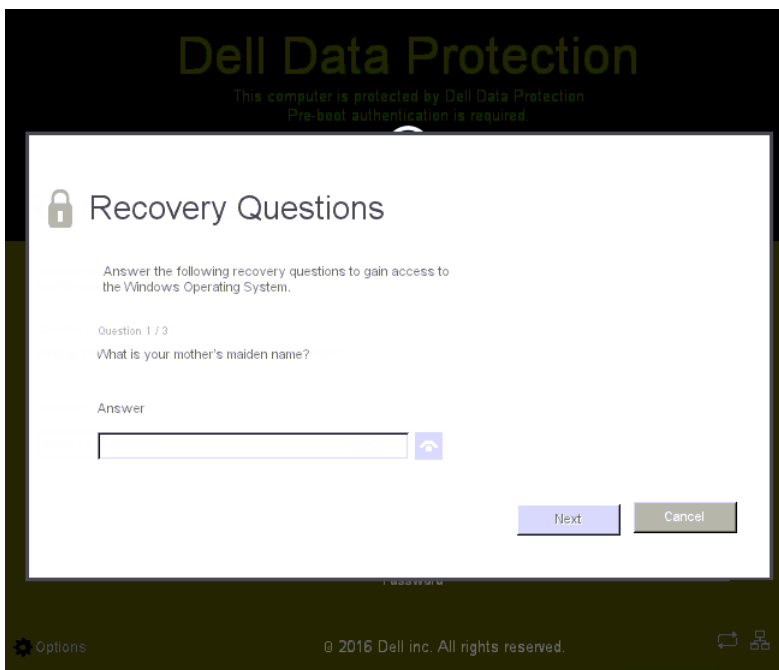 Dell Data Protection
This computer is protected by Dell Data Protection
Pre-boot authentication is required.
Recovery Questions
Answer the following recovery questions to gain access to
the Windows Operating System.
Question 1 / 3
What is your mother's maiden name?
Answer
Next
Cancel
Password
Options
© 2016 Dell inc. All rights reserved.